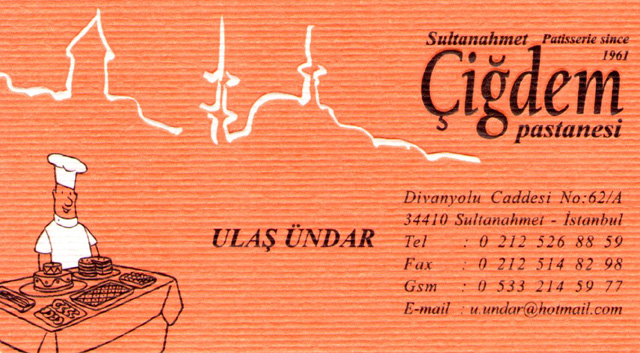 Sultanahmet Patisserie since
1961
Çiğdem
pastanesi
Divanyolu Caddesi No:62/A
34410 Sultanahmet - İstanbul
ULAŞ ÜNDAR
Tel : 0 212 526 88 59
Fax : 0 212 514 82 98
Gsm : 0 533 214 59 77
E-mail : u.undar@hotmail.com